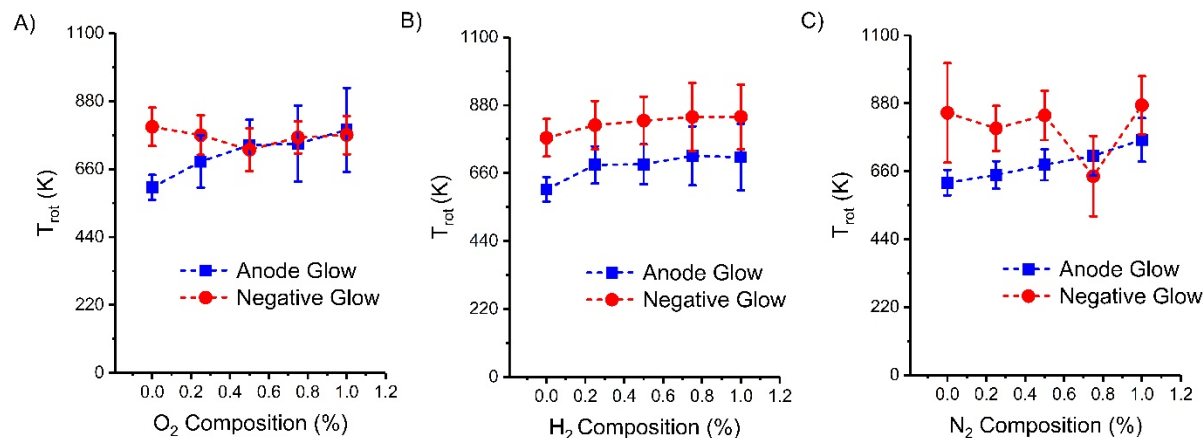 A)
1100
880
660
440
220
0
T_rot (K)
Anode Glow
Negative Glow
0.0 0.2 0.4 0.6 0.8 1.0 1.2
O₂ Composition (%)
B)
1100
880
660
440
220
0
T_rot (K)
Anode Glow
Negative Glow
0.0 0.2 0.4 0.6 0.8 1.0 1.2
H₂ Composition (%)
C)
1100
880
660
440
220
0
T_rot (K)
Anode Glow
Negative Glow
0.0 0.2 0.4 0.6 0.8 1.0 1.2
N₂ Composition (%)